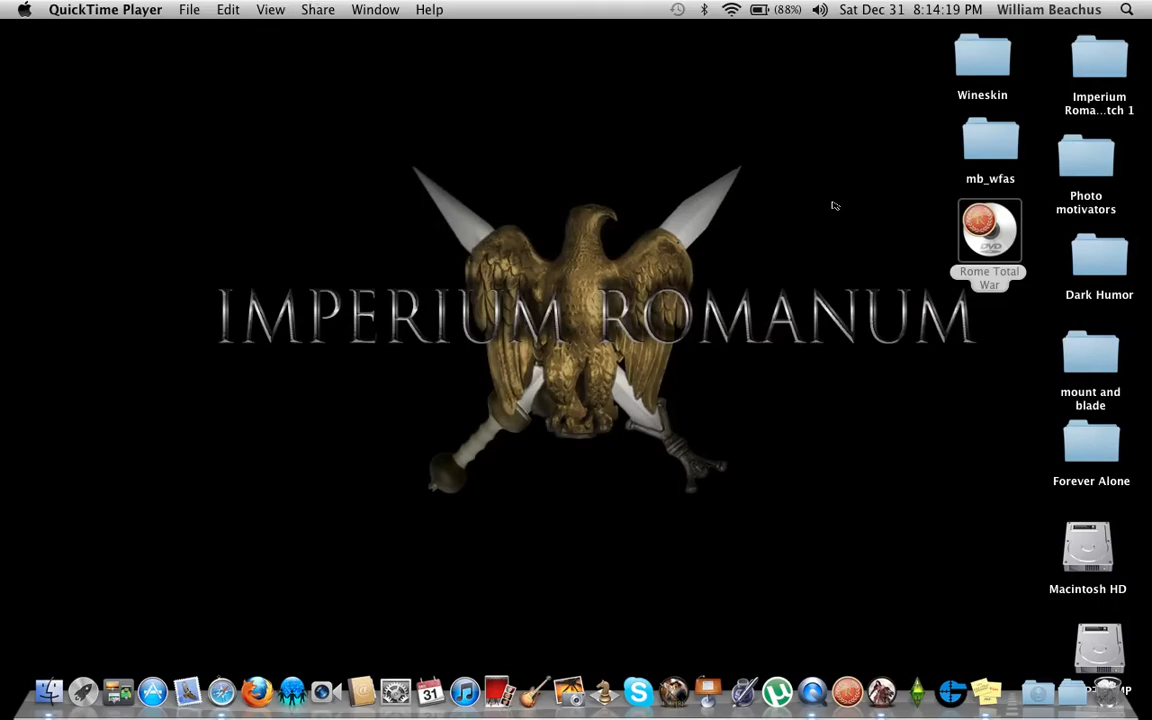 QuickTime Player File Edit View Share Window Help (88%) Sat Dec 31 8:14:19 PM William Beachus
Wineskin
Imperium
Roma...tch 1
mb_wfas
Photo
motivators
DVD
Rome Total
War
Dark Humor
IMPERIUM ROMANUM
mount and
blade
Forever Alone
Macintosh HD
31